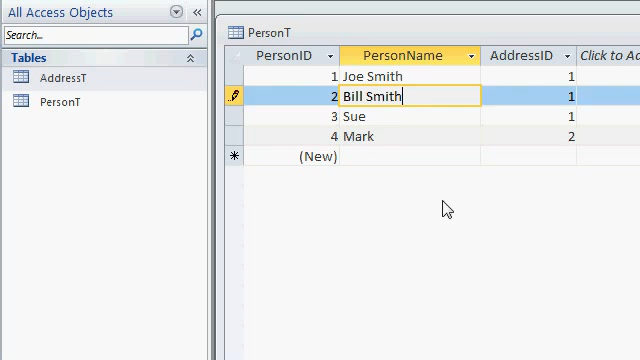 All Access Objects
Search...
Tables
AddressT
PersonT
PersonT
PersonID PersonName AddressID Click to Ad
1 Joe Smith 1
2 Bill Smith 1
3 Sue 1
4 Mark 2
(New)